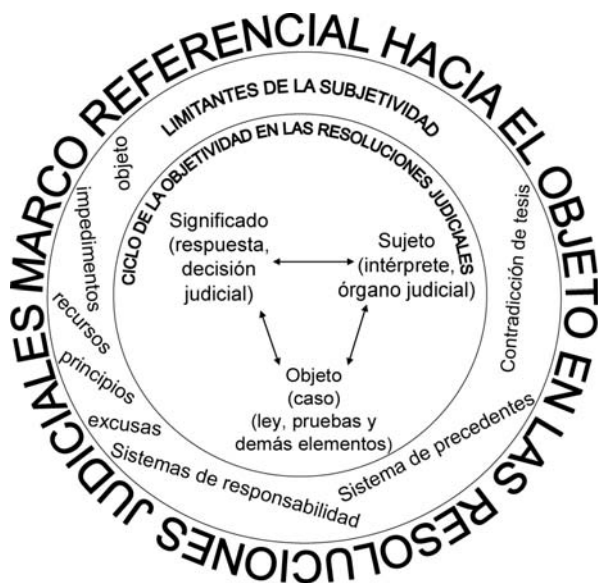 MARCO REFERENCIAL HACIA EL OBJETO EN LAS RESOLUCIONES JUDICIALES
LIMITANTES DE LA SUBJETIVIDAD
objeto
impedimentos
recursos
principios
excusas
Sistemas de responsabilidad
Sistema de precedentes
Contradicción de tesis
CICLO DE LA OBJETIVIDAD EN LAS RESOLUCIONES JUDICIALES
Significado
(respuesta,
decisión
judicial)
Sujeto
(intérprete,
órgano judicial)
Objeto
(caso)
(ley, pruebas y
demás elementos)